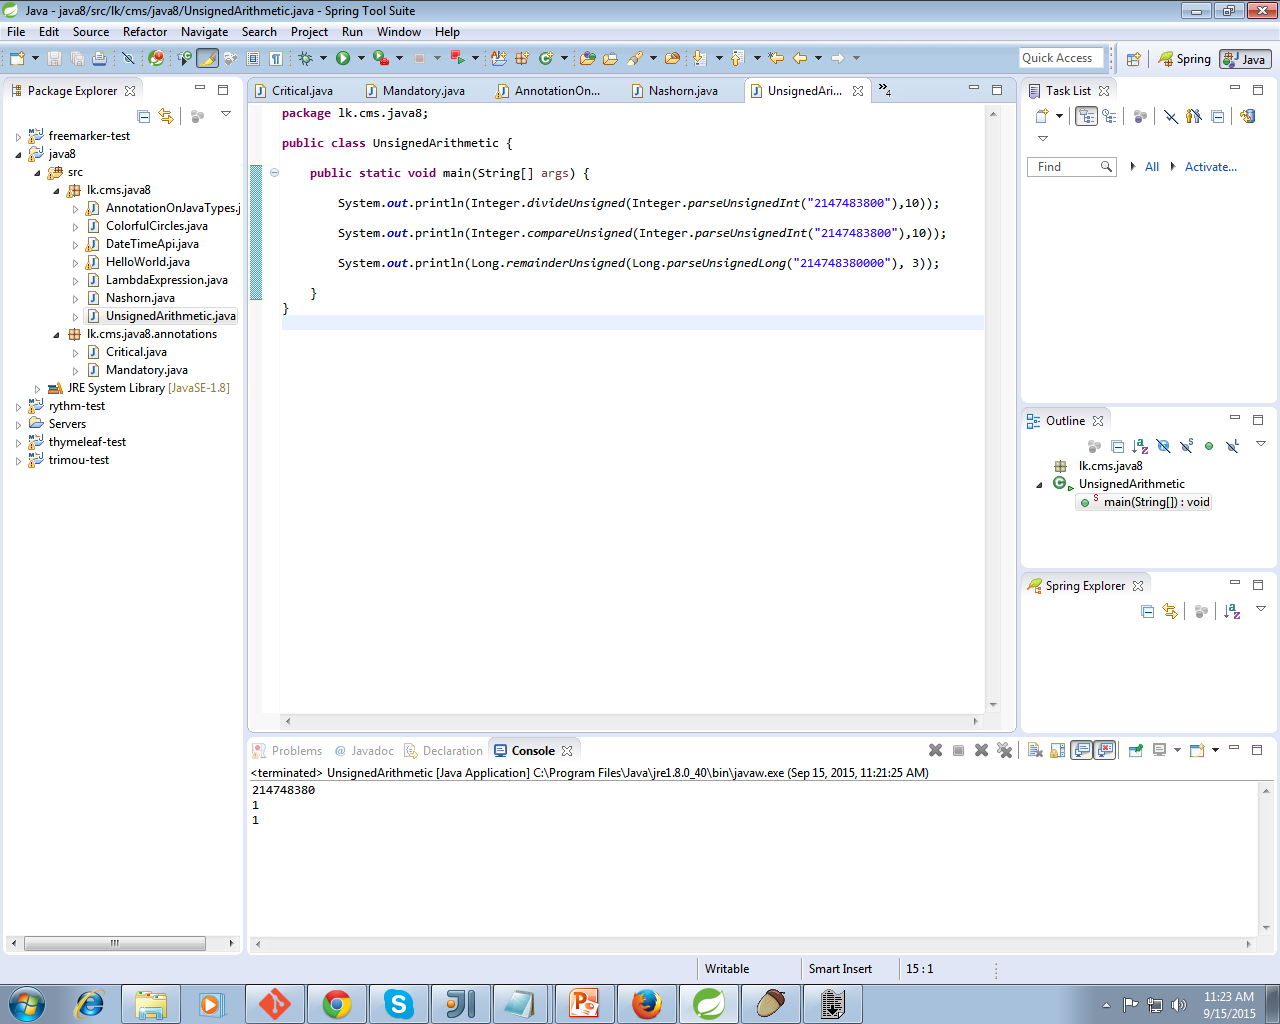 Java - java8/src/lk/cms/java8/UnsignedArithmetic.java - Spring Tool Suite
File Edit Source Refactor Navigate Search Project Run Window Help
Quick Access
Spring
Java
Package Explorer
freemarker-test
java8
src
lk.cms.java8
AnnotationOnJavaTypes.j
ColorfulCircles.java
DateTimeApi.java
HelloWorld.java
LambdaExpression.java
Nashorn.java
UnsignedArithmetic.java
lk.cms.java8.annotations
Critical.java
Mandatory.java
JRE System Library [JavaSE-1.8]
rythm-test
Servers
thymeleaf-test
trimou-test
Critical.java
Mandatory.java
AnnotationOn...
Nashorn.java
UnsignedAri...
»4
package lk.cms.java8;
public class UnsignedArithmetic {
public static void main(String[] args) {
System.out.println(Integer.divideUnsigned(Integer.parseUnsignedInt("2147483800"),10));
System.out.println(Integer.compareUnsigned(Integer.parseUnsignedInt("2147483800"),10));
System.out.println(Long.remainderUnsigned(Long.parseUnsignedLong("214748380000"), 3));
}
}
Task List
Find
All
Activate...
Outline
lk.cms.java8
UnsignedArithmetic
main(String[]) : void
Spring Explorer
Problems
@ Javadoc
Declaration
Console
<terminated> UnsignedArithmetic [Java Application] C:\Program Files\Java\jre1.8.0_40\bin\javaw.exe (Sep 15, 2015, 11:21:25 AM)
214748380
1
1
Writable
Smart Insert
15 : 1
11:23 AM
9/15/2015